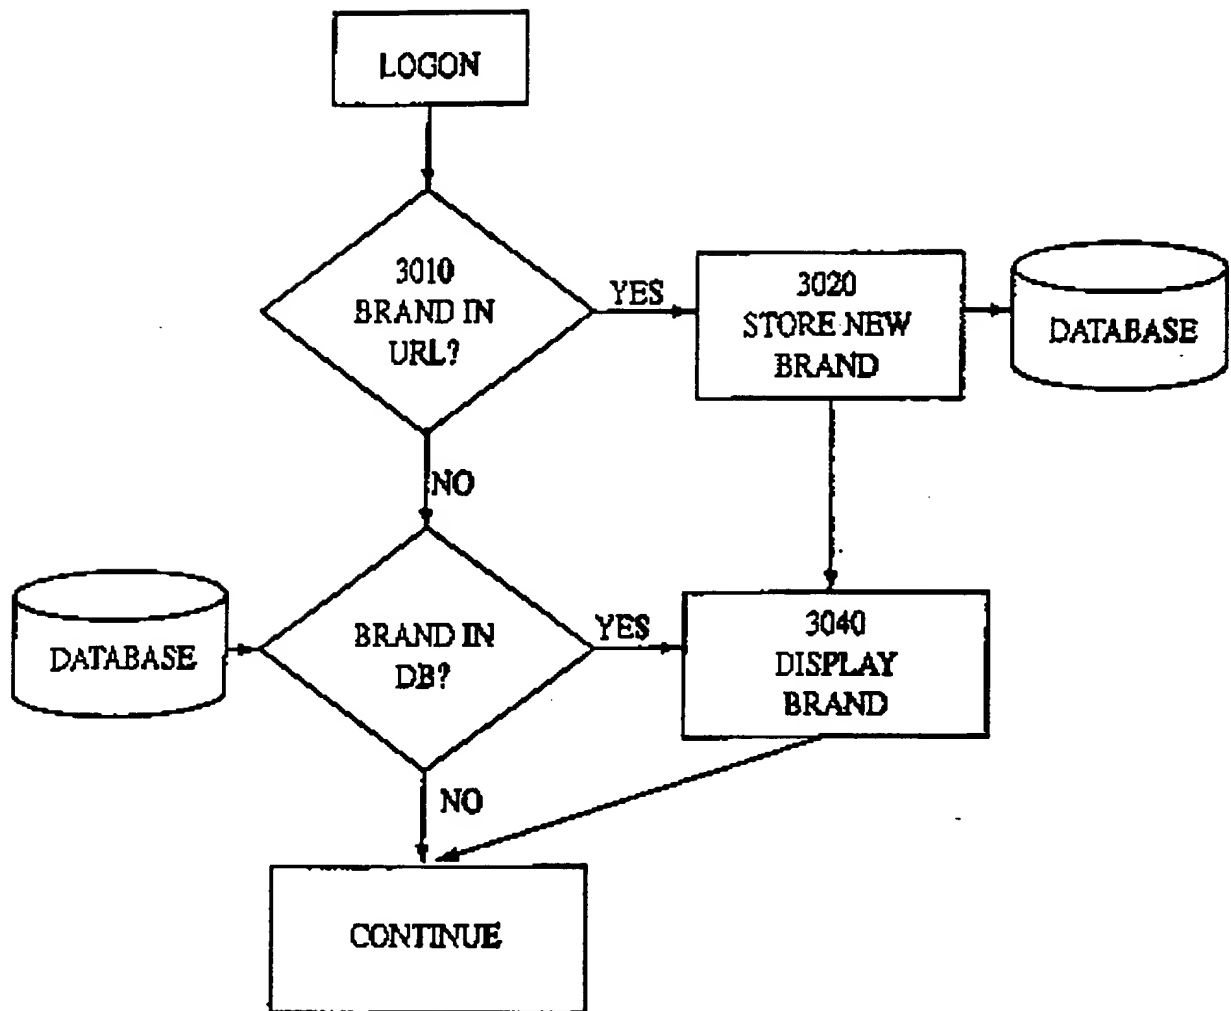 LOGON
3010
BRAND IN
URL?
YES
3020
STORE NEW
BRAND
DATABASE
NO
DATABASE
BRAND IN
DB?
YES
3040
DISPLAY
BRAND
NO
CONTINUE